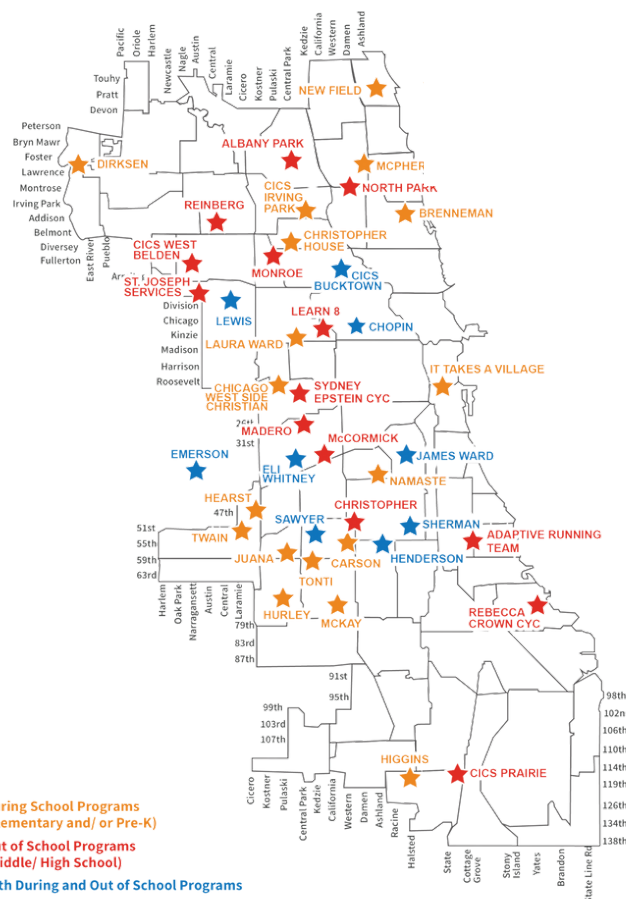 Pacific
Oriole
Harlem
Newcastle
Nagle
Austin
Central
Laramie
Cicero
Kostner
Pulaski
Central Park
Kedzie
California
Western
Damen
Ashland
Touhy
Pratt
Devon
Peterson
Bryn Mawr
Foster
Lawrence
Montrose
Irving Park
Addison
Belmont
Diversey
Fullerton
East River
Pueblo
NEW FIELD
ALBANY PARK
DIRKSEN
MCPHER
NORTH PARK
CICS
IRVING
PARK
BRENNEMAN
REINBERG
CHRISTOPHER
HOUSE
CICS WEST
BELDEN
MONROE
CICS
BUCKTOWN
ST. JOSEPH
SERVICES
Division
Chicago
Kinzie
Madison
Harrison
Roosevelt
LEWIS
LEARN 8
CHOPIN
LAURA WARD
IT TAKES A VILLAGE
CHICAGO
WEST SIDE
CHRISTIAN
SYDNEY
EPSTEIN CYC
26th
31st
MADERO
McCORMICK
EMERSON
ELI
WHITNEY
JAMES WARD
NAMASTE
HEARST
47th
CHRISTOPHER
SAWYER
SHERMAN
TWAIN
51st
55th
59th
63rd
ADAPTIVE RUNNING
TEAM
JUANA
CARSON
HENDERSON
TONTI
Harlem
Oak Park
Narragansett
Austin
Central
Laramie
HURLEY
MCKAY
REBECCA
CROWN CYC
79th
83rd
87th
91st
95th
99th
103rd
107th
98th
102n
106th
110th
114th
119th
126th
134th
138th
HIGGINS
CICS PRAIRIE
Cicero
Kostner
Pulaski
Central Park
Kedzie
California
Western
Damen
Ashland
Racine
Halsted
State
Cottage
Grove
Stony
Island
Yates
Brandon
State Line Rd
ring School Programs
ementary and/ or Pre-K)
t of School Programs
iddle/ High School)
th During and Out of School Programs